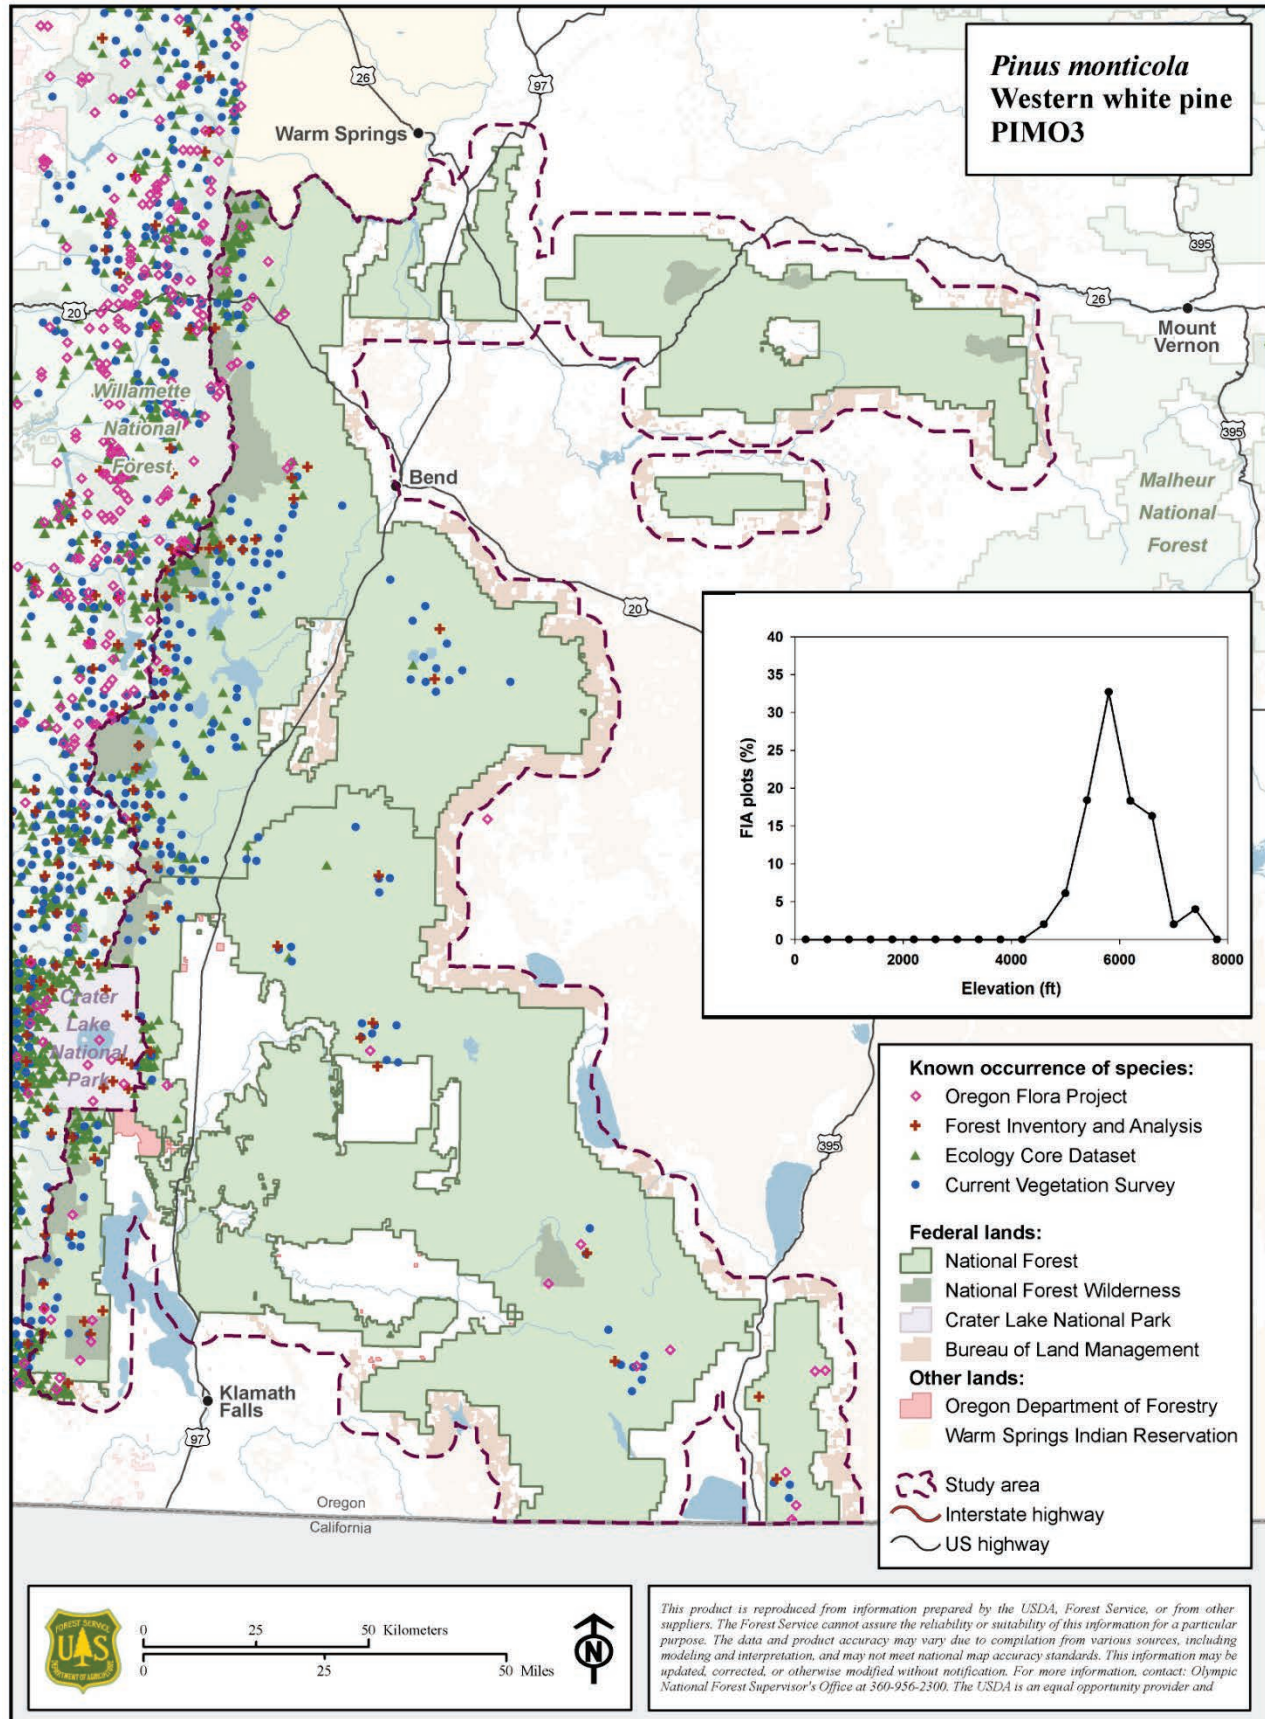 Pinus monticola
Western white pine
PIMO3
26
97
Warm Springs
395
26
20
Mount
Vernon
Willamette
National
Forest
395
Bend
Malheur
National
Forest
20
40
35
30
25
20
15
10
5
0
FIA plots (%)
0 2000 4000 6000 8000
Elevation (ft)
Crater
Lake
National
Park
Known occurrence of species:
Oregon Flora Project
Forest Inventory and Analysis
Ecology Core Dataset
Current Vegetation Survey
395
Federal lands:
National Forest
National Forest Wilderness
Crater Lake National Park
Bureau of Land Management
Other lands:
Oregon Department of Forestry
Warm Springs Indian Reservation
Study area
Interstate highway
US highway
Klamath
Falls
97
Oregon
California
FOREST SERVICE
U S
DEPARTMENT OF AGRICULTURE
0 25 50 Kilometers
0 25 50 Miles
N
This product is reproduced from information prepared by the USDA, Forest Service, or from other
suppliers. The Forest Service cannot assure the reliability or suitability of this information for a particular
purpose. The data and product accuracy may vary due to compilation from various sources, including
modeling and interpretation, and may not meet national map accuracy standards. This information may be
updated, corrected, or otherwise modified without notification. For more information, contact: Olympic
National Forest Supervisor's Office at 360-956-2300. The USDA is an equal opportunity provider and